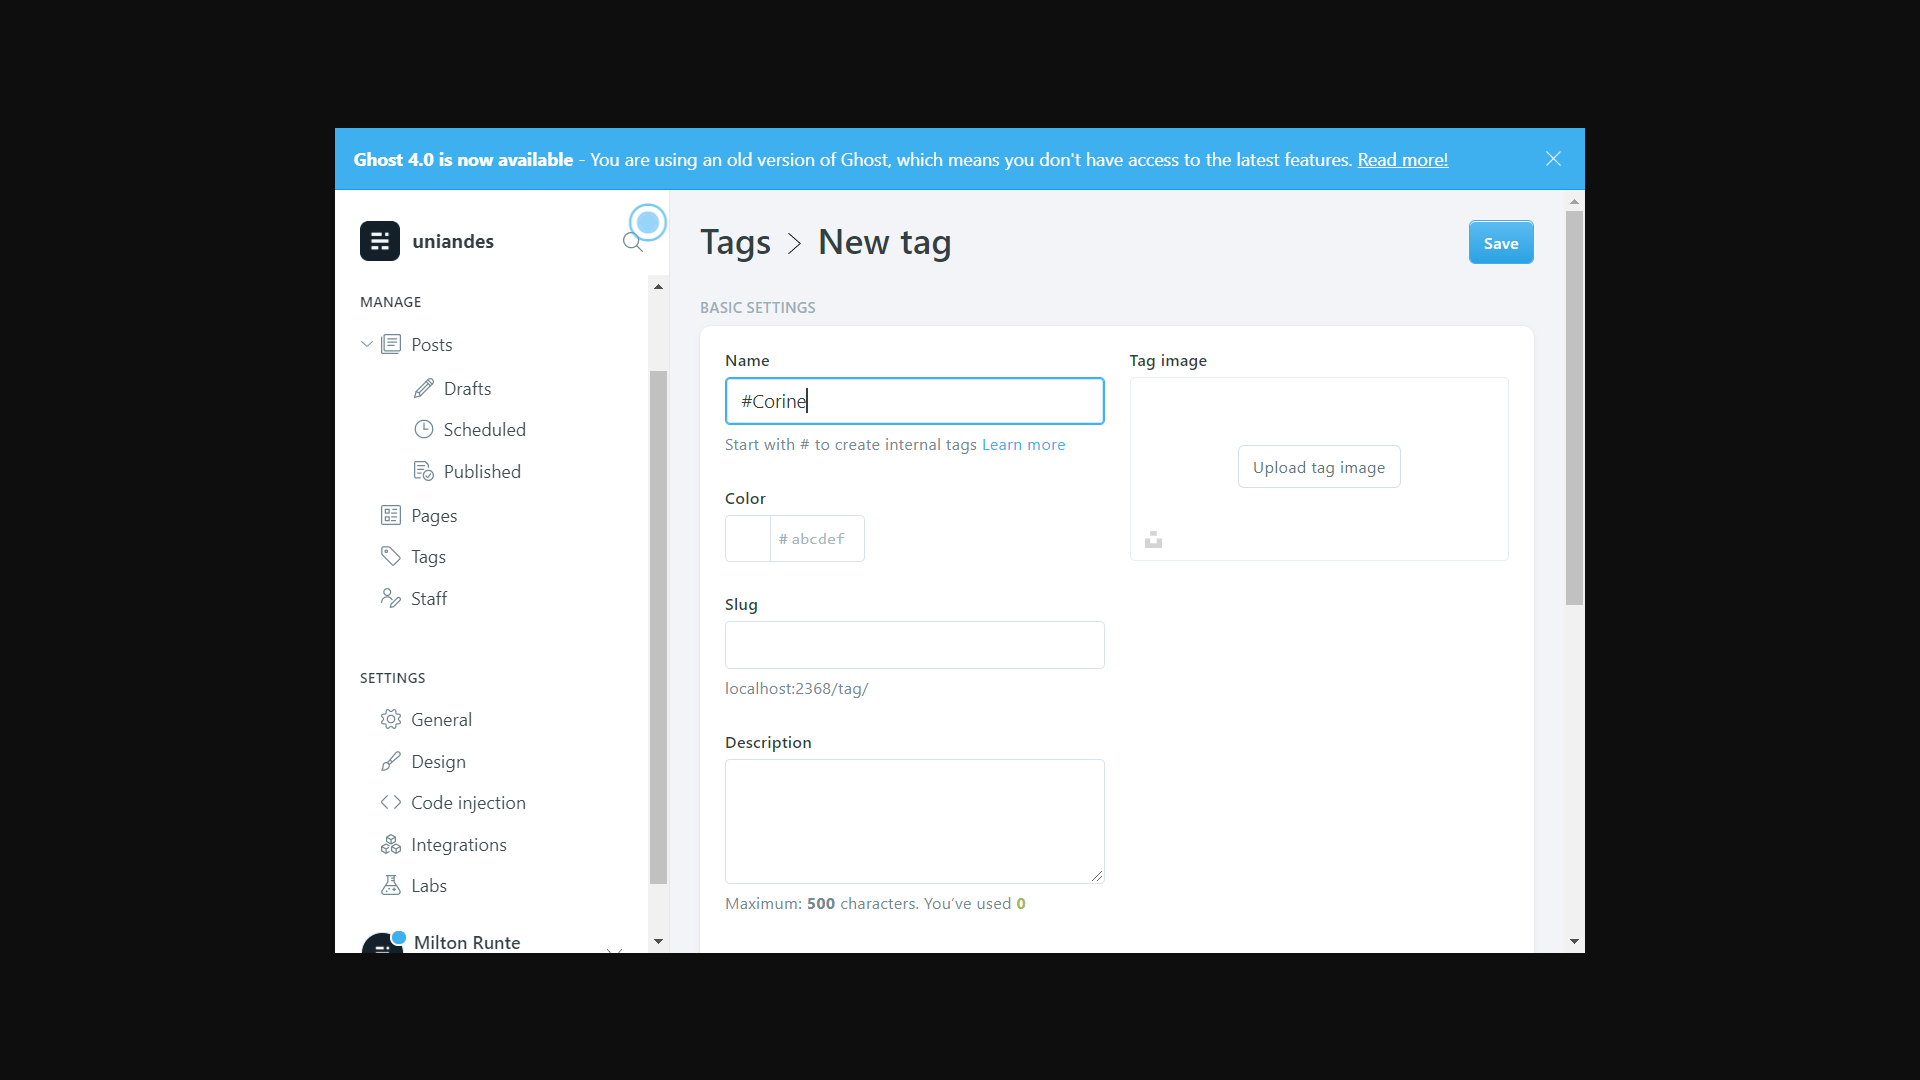 Ghost 4.0 is now available - You are using an old version of Ghost, which means you don't have access to the latest features. Read more!
uniandes
MANAGE
Posts
Drafts
Scheduled
Published
Pages
Tags
Staff
SETTINGS
General
Design
Code injection
Integrations
Labs
Milton Runte
Tags > New tag
Save
BASIC SETTINGS
Name
#Corine
Start with # to create internal tags Learn more
Color
# abcdef
Slug
localhost:2368/tag/
Description
Maximum: 500 characters. You’ve used 0
Tag image
Upload tag image